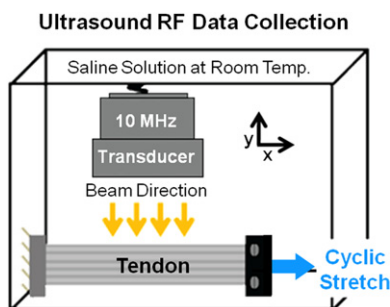 Ultrasound RF Data Collection
Saline Solution at Room Temp.
10 MHz
Transducer
y
x
Beam Direction
Tendon
Cyclic
Stretch